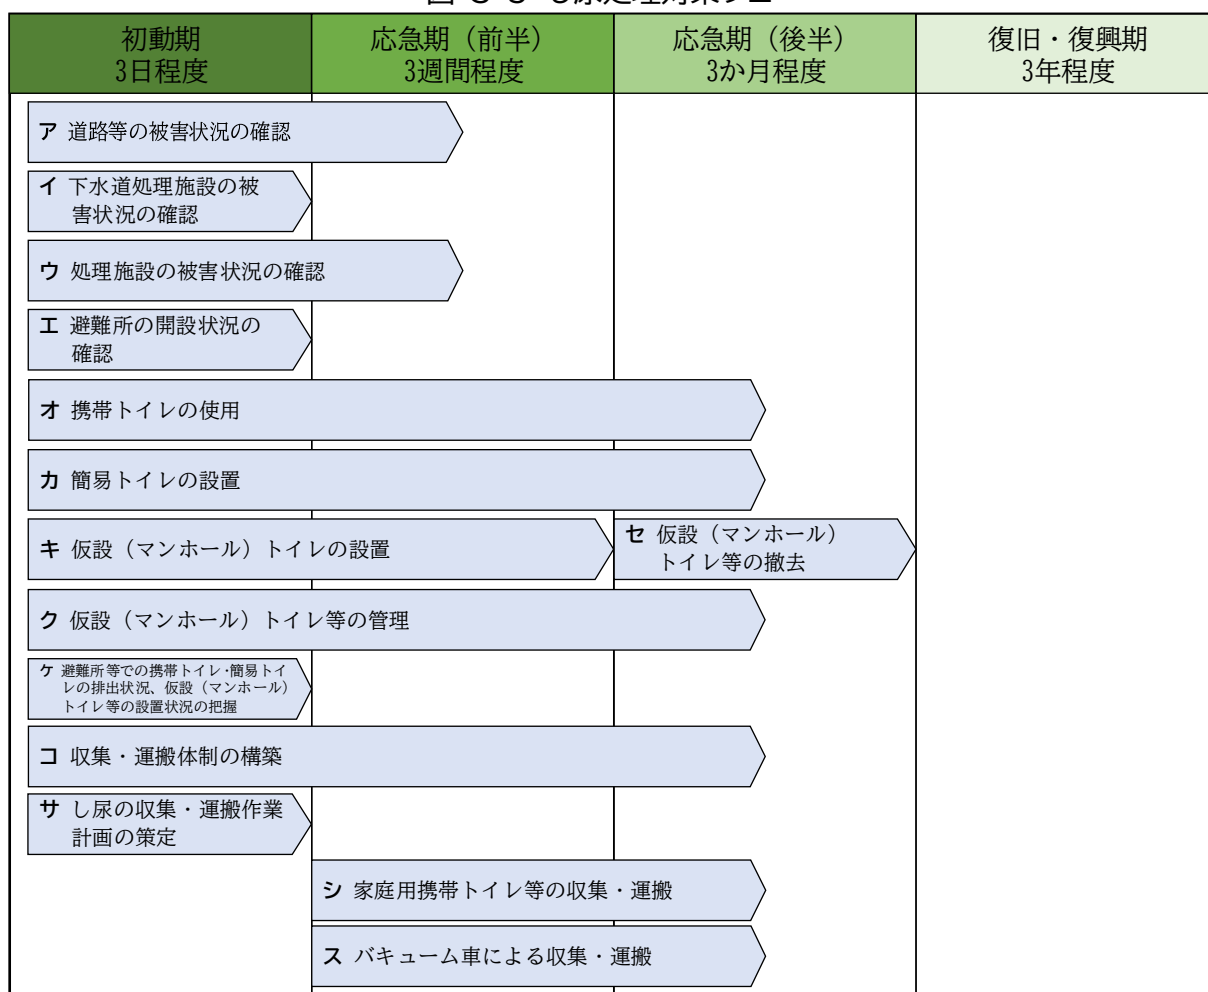 初動期
3日程度
応急期（前半）
3週間程度
応急期（後半）
3か月程度
復旧・復興期
3年程度
ア 道路等の被害状況の確認
イ 下水道処理施設の被
害状況の確認
ウ 処理施設の被害状況の確認
エ 避難所の開設状況の
確認
オ 携帯トイレの使用
カ 簡易トイレの設置
キ 仮設（マンホール）トイレの設置
セ 仮設（マンホール）
トイレ等の撤去
ク 仮設（マンホール）トイレ等の管理
ケ 避難所等での携帯トイレ・簡易トイ
レの排出状況、仮設（マンホール）
トイレ等の設置状況の把握
コ 収集・運搬体制の構築
サ し尿の収集・運搬作業
計画の策定
シ 家庭用携帯トイレ等の収集・運搬
ス バキューム車による収集・運搬